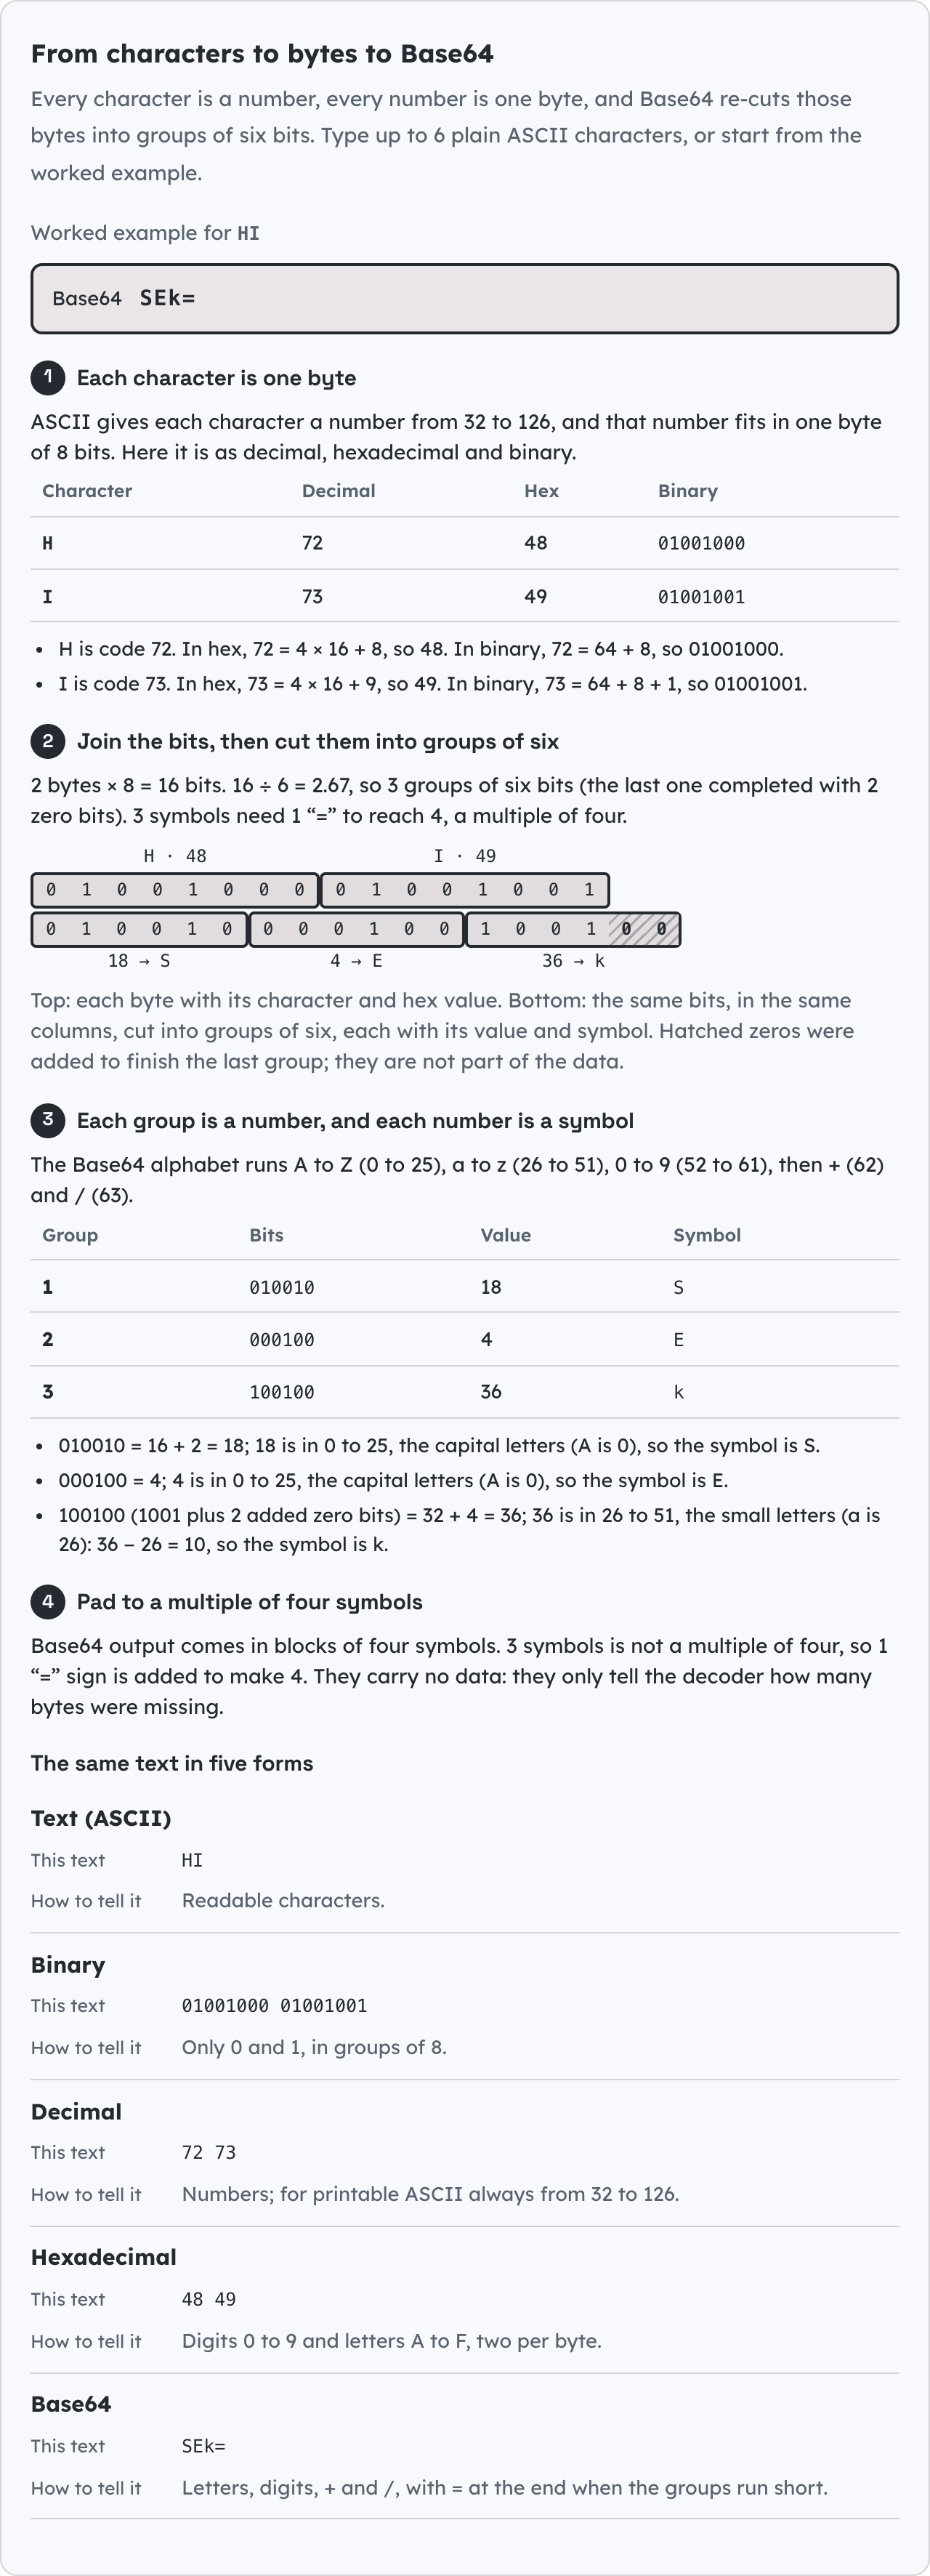 From characters to bytes to Base64
Every character is a number, every number is one byte, and Base64 re-cuts those
bytes into groups of six bits. Type up to 6 plain ASCII characters, or start from the
worked example.
Worked example for HI
Base64 SEk=
1 Each character is one byte
ASCII gives each character a number from 32 to 126, and that number fits in one byte
of 8 bits. Here it is as decimal, hexadecimal and binary.
Character Decimal Hex Binary
H 72 48 01001000
I 73 49 01001001
• H is code 72. In hex, 72 = 4 × 16 + 8, so 48. In binary, 72 = 64 + 8, so 01001000.
• I is code 73. In hex, 73 = 4 × 16 + 9, so 49. In binary, 73 = 64 + 8 + 1, so 01001001.
2 Join the bits, then cut them into groups of six
2 bytes × 8 = 16 bits. 16 ÷ 6 = 2.67, so 3 groups of six bits (the last one completed with 2
zero bits). 3 symbols need 1 “=” to reach 4, a multiple of four.
H · 48 I · 49
0 1 0 0 1 0 0 0 0 1 0 0 1 0 0 1
0 1 0 0 1 0 0 0 0 1 0 0 1 0 0 1 0 0
18 → S 4 → E 36 → k
Top: each byte with its character and hex value. Bottom: the same bits, in the same
columns, cut into groups of six, each with its value and symbol. Hatched zeros were
added to finish the last group; they are not part of the data.
3 Each group is a number, and each number is a symbol
The Base64 alphabet runs A to Z (0 to 25), a to z (26 to 51), 0 to 9 (52 to 61), then + (62)
and / (63).
Group Bits Value Symbol
1 010010 18 S
2 000100 4 E
3 100100 36 k
• 010010 = 16 + 2 = 18; 18 is in 0 to 25, the capital letters (A is 0), so the symbol is S.
• 000100 = 4; 4 is in 0 to 25, the capital letters (A is 0), so the symbol is E.
• 100100 (1001 plus 2 added zero bits) = 32 + 4 = 36; 36 is in 26 to 51, the small letters (a is
26): 36 − 26 = 10, so the symbol is k.
4 Pad to a multiple of four symbols
Base64 output comes in blocks of four symbols. 3 symbols is not a multiple of four, so 1
“=” sign is added to make 4. They carry no data: they only tell the decoder how many
bytes were missing.
The same text in five forms
Text (ASCII)
This text HI
How to tell it Readable characters.
Binary
This text 01001000 01001001
How to tell it Only 0 and 1, in groups of 8.
Decimal
This text 72 73
How to tell it Numbers; for printable ASCII always from 32 to 126.
Hexadecimal
This text 48 49
How to tell it Digits 0 to 9 and letters A to F, two per byte.
Base64
This text SEk=
How to tell it Letters, digits, + and /, with = at the end when the groups run short.